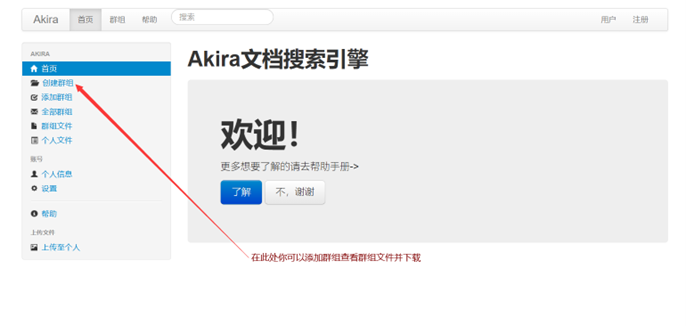 Akira 首页 群组 帮助 搜索 用户 注册
AKIRA
首页
创建群组
添加群组
全部群组
群组文件
个人文件
账号
个人信息
设置
帮助
上传文件
上传至个人
Akira文档搜索引擎
欢迎！
更多想要了解的请去帮助手册->
了解 不，谢谢
在此处你可以添加群组查看群组文件并下载